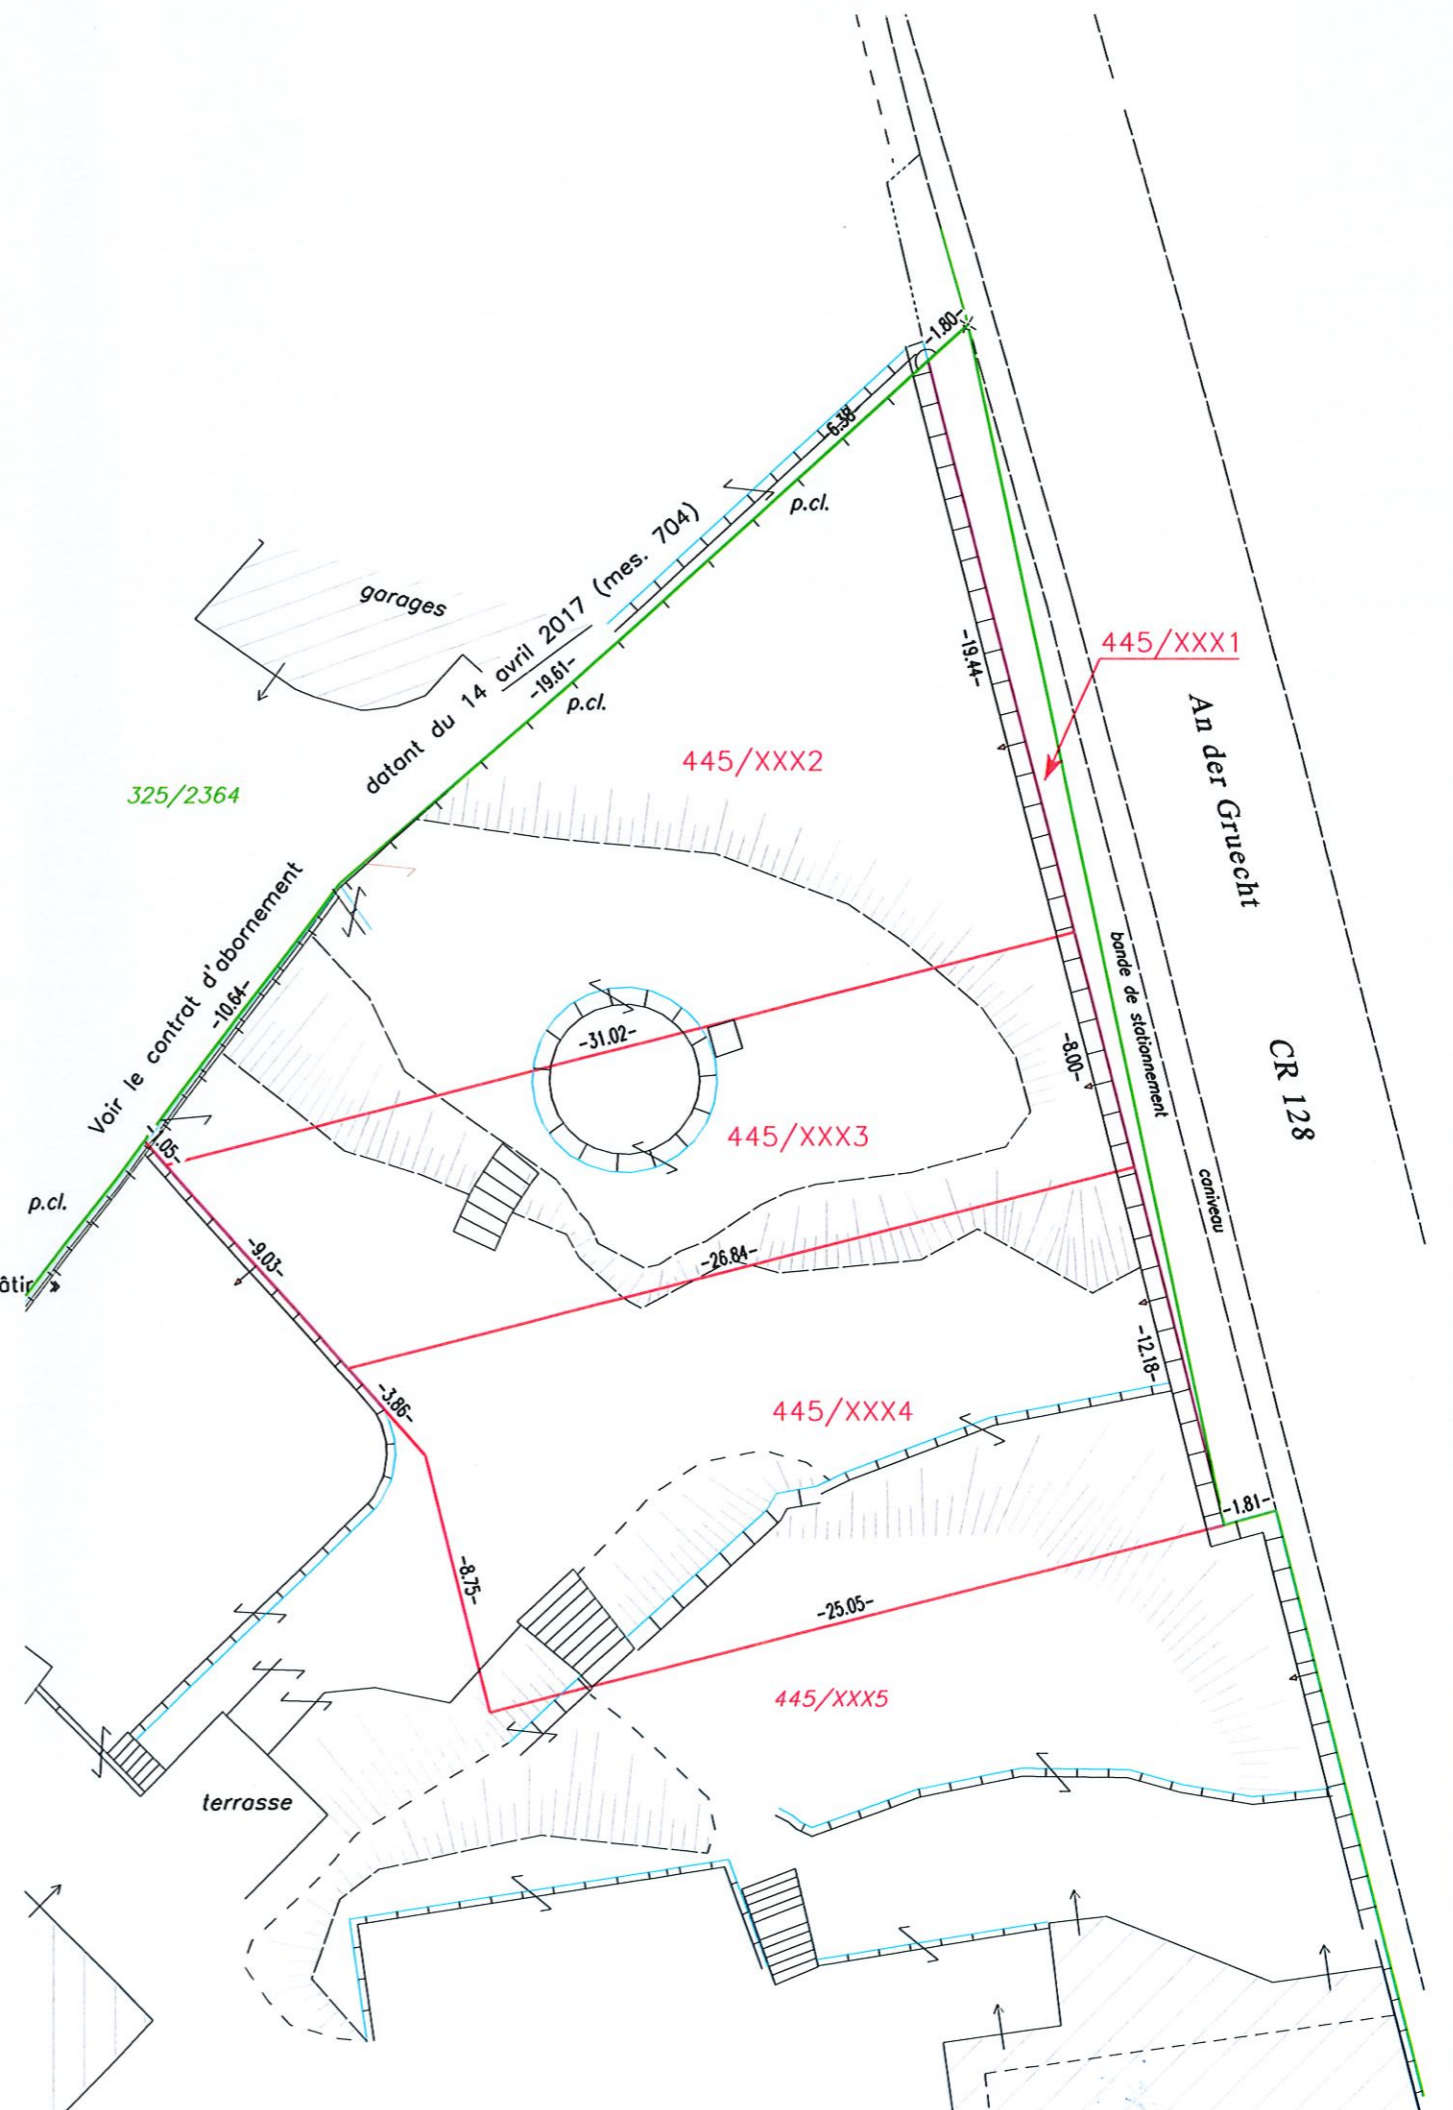 -1.80-
-6.38-
p.cl.
garages
Voir le contrat d'abornement datant du 14 avril 2017 (mes. 704)
-19.61-
p.cl.
-19.44-
445/XXX1
An der Gruecht
445/XXX2
325/2364
-10.64-
bande de stationnement
-31.02-
-8.00-
CR 128
445/XXX3
p.cl.
caniveau
-9.03-
-26.84-
-12.18-
-3.86-
445/XXX4
-1.81-
-8.75-
-25.05-
445/XXX5
terrasse